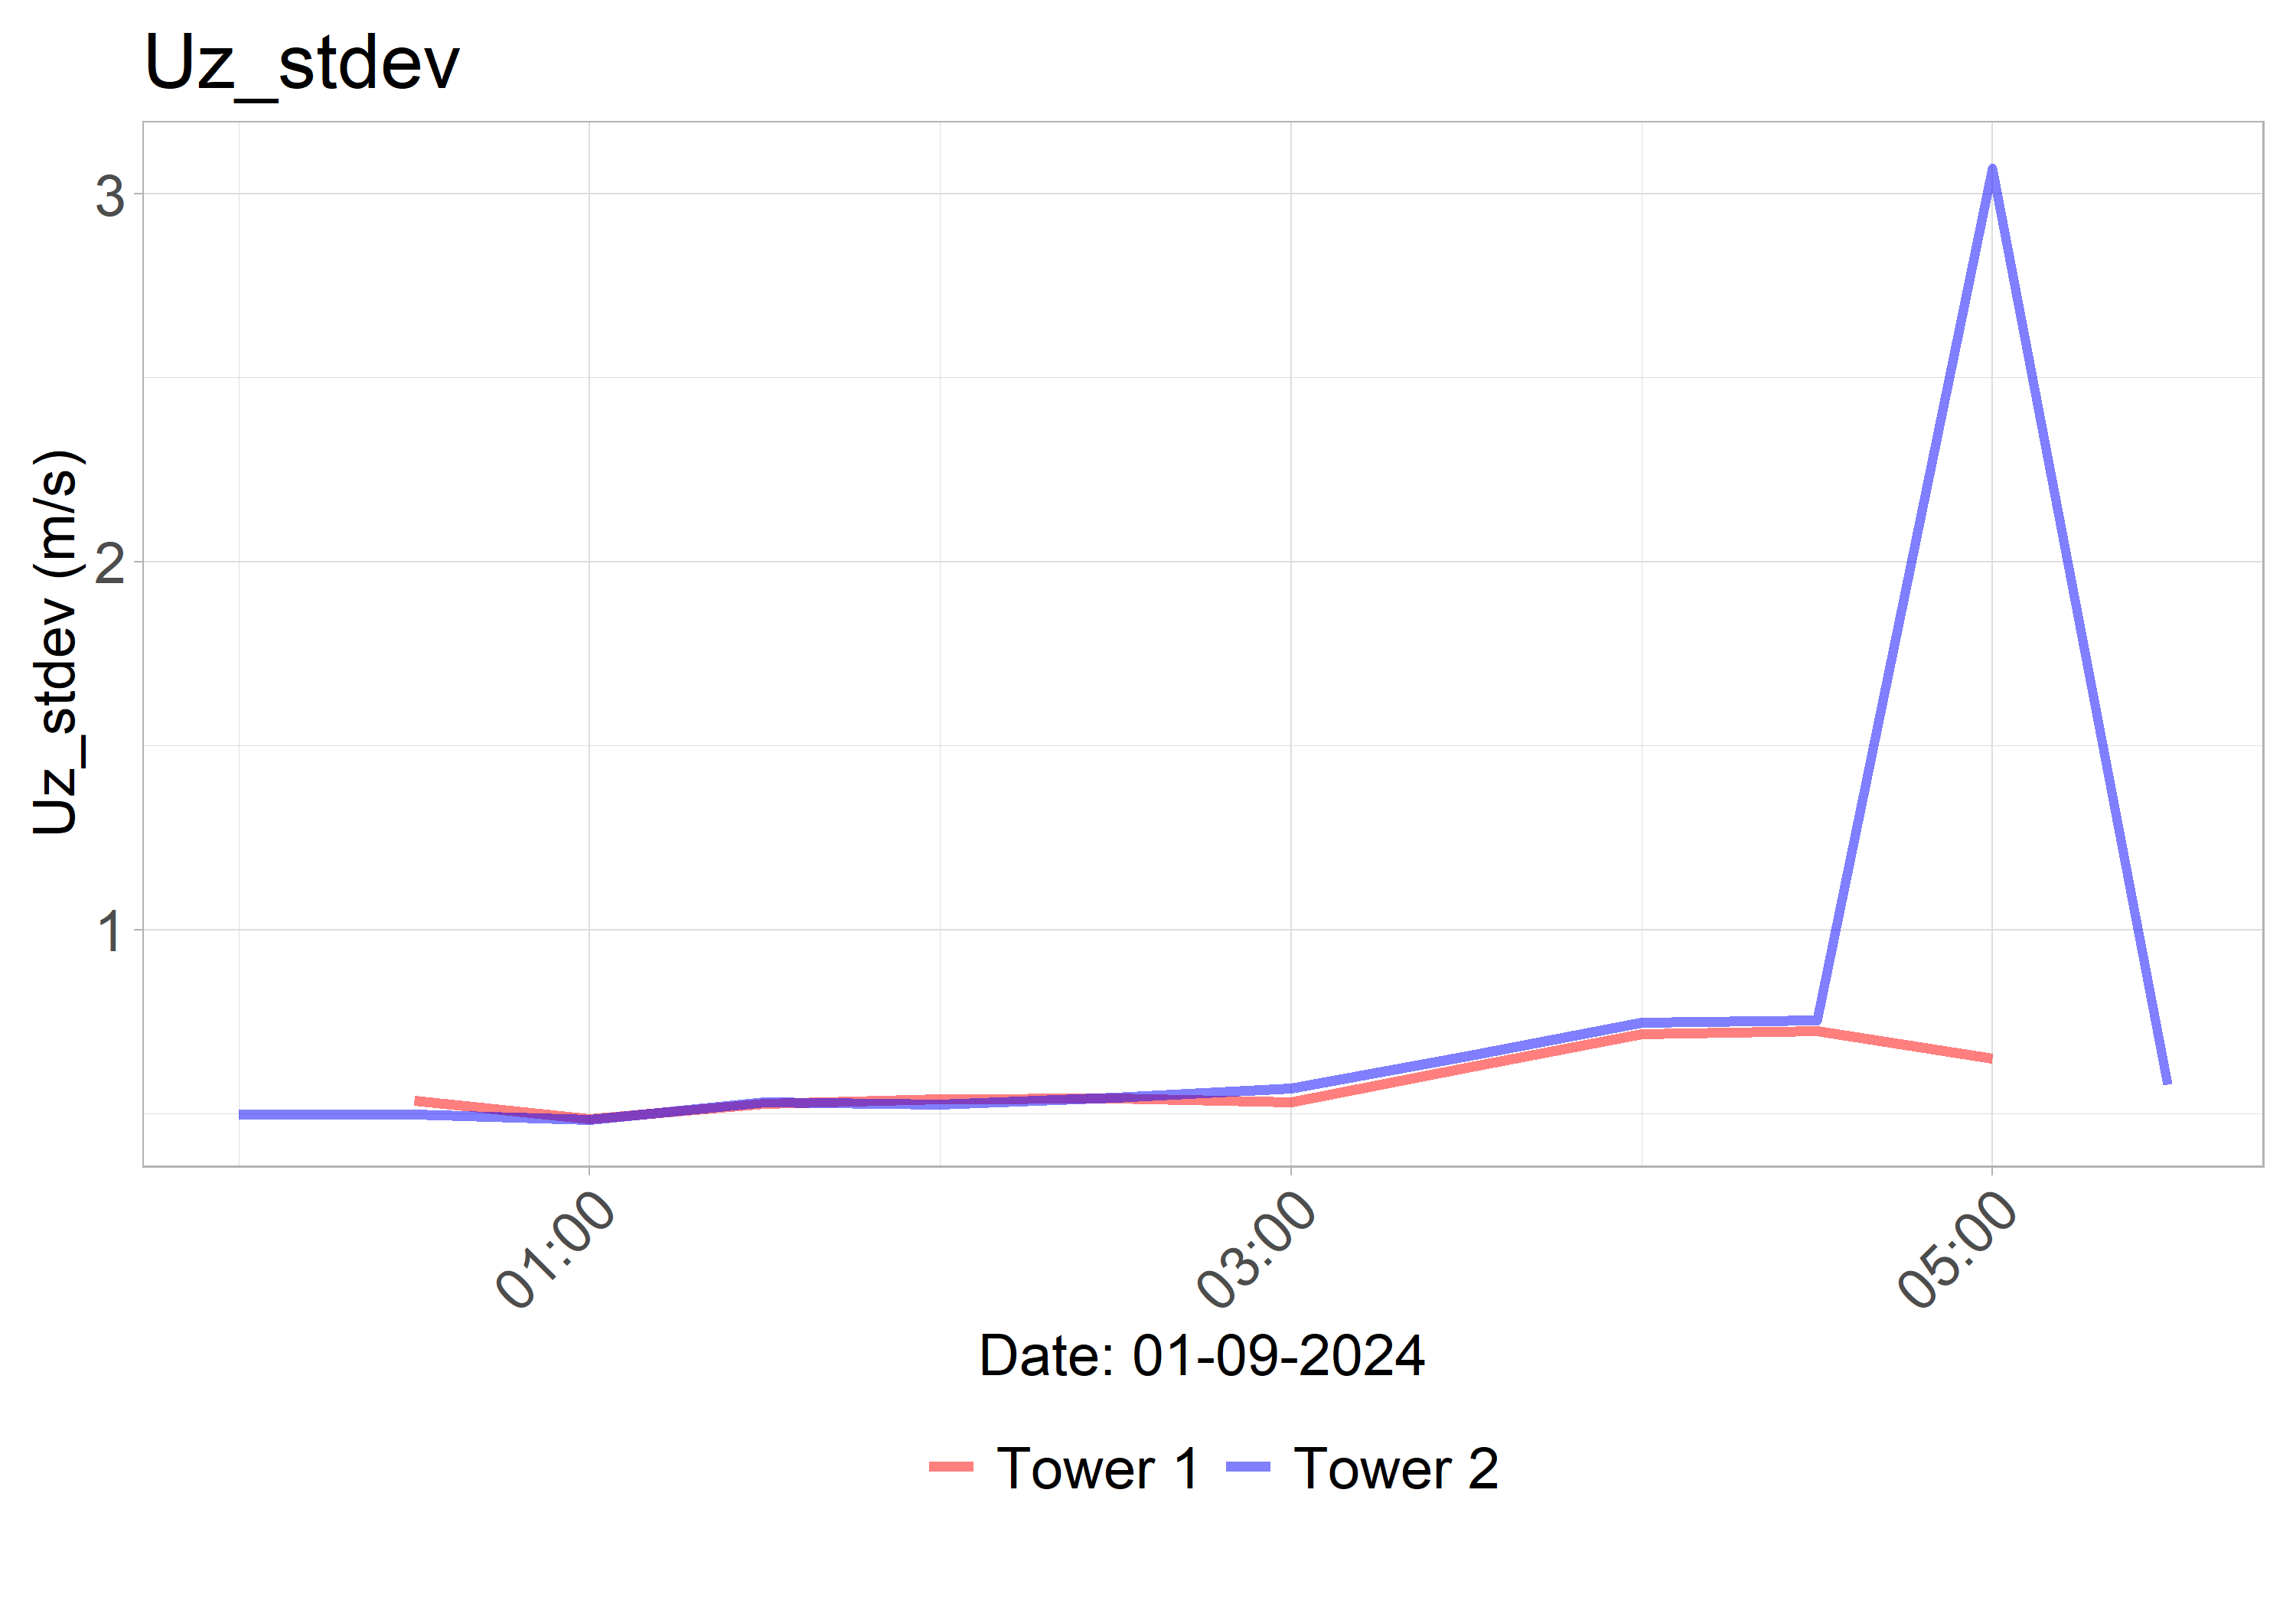 Uz_stdev
Uz_stdev (m/s)
3
2
1
01:00 03:00 05:00
Date: 01-09-2024
Tower 1 Tower 2